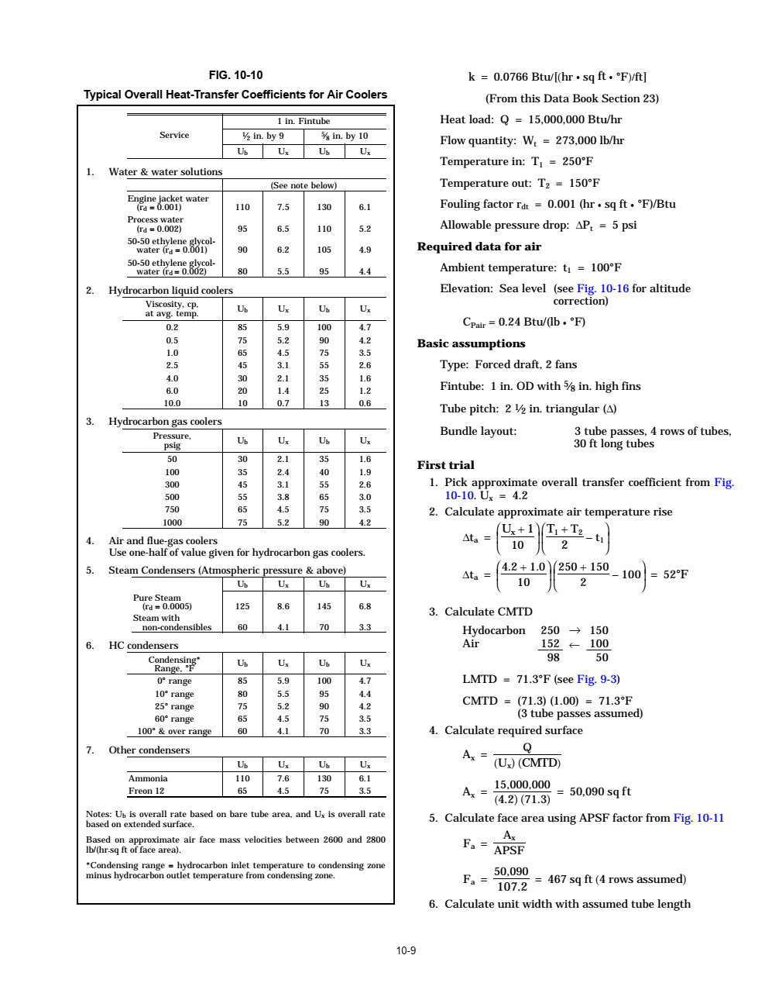 FIG. 10-10
Typical Overall Heat-Transfer Coefficients for Air Coolers
Service
1 in. Fintube
½ in. by 9 ⅝ in. by 10
Ub Ux Ub Ux
1. Water & water solutions
(See note below)
Engine jacket water
(rd = 0.001) 110 7.5 130 6.1
Process water
(rd = 0.002) 95 6.5 110 5.2
50-50 ethylene glycol-
water (rd = 0.001) 90 6.2 105 4.9
50-50 ethylene glycol-
water (rd = 0.002) 80 5.5 95 4.4
2. Hydrocarbon liquid coolers
Viscosity, cp,
at avg. temp. Ub Ux Ub Ux
0.2 85 5.9 100 4.7
0.5 75 5.2 90 4.2
1.0 65 4.5 75 3.5
2.5 45 3.1 55 2.6
4.0 30 2.1 35 1.6
6.0 20 1.4 25 1.2
10.0 10 0.7 13 0.6
3. Hydrocarbon gas coolers
Pressure,
psig Ub Ux Ub Ux
50 30 2.1 35 1.6
100 35 2.4 40 1.9
300 45 3.1 55 2.6
500 55 3.8 65 3.0
750 65 4.5 75 3.5
1000 75 5.2 90 4.2
4. Air and flue-gas coolers
Use one-half of value given for hydrocarbon gas coolers.
5. Steam Condensers (Atmospheric pressure & above)
Ub Ux Ub Ux
Pure Steam
(rd = 0.0005) 125 8.6 145 6.8
Steam with
non-condensibles 60 4.1 70 3.3
6. HC condensers
Condensing*
Range, °F Ub Ux Ub Ux
0° range 85 5.9 100 4.7
10° range 80 5.5 95 4.4
25° range 75 5.2 90 4.2
60° range 65 4.5 75 3.5
100° & over range 60 4.1 70 3.3
7. Other condensers
Ub Ux Ub Ux
Ammonia 110 7.6 130 6.1
Freon 12 65 4.5 75 3.5
Notes: Ub is overall rate based on bare tube area, and Ux is overall rate
based on extended surface.
Based on approximate air face mass velocities between 2600 and 2800
lb/(hr•sq ft of face area).
*Condensing range = hydrocarbon inlet temperature to condensing zone
minus hydrocarbon outlet temperature from condensing zone.
k = 0.0766 Btu/[(hr • sq ft • °F)/ft]
(From this Data Book Section 23)
Heat load: Q = 15,000,000 Btu/hr
Flow quantity: Wt = 273,000 lb/hr
Temperature in: T1 = 250°F
Temperature out: T2 = 150°F
Fouling factor rdt = 0.001 (hr • sq ft • °F)/Btu
Allowable pressure drop: ΔPt = 5 psi
Required data for air
Ambient temperature: t1 = 100°F
Elevation: Sea level (see Fig. 10-16 for altitude
correction)
CPair = 0.24 Btu/(lb • °F)
Basic assumptions
Type: Forced draft, 2 fans
Fintube: 1 in. OD with ⅝ in. high fins
Tube pitch: 2 ½ in. triangular (Δ)
Bundle layout: 3 tube passes, 4 rows of tubes,
30 ft long tubes
First trial
1. Pick approximate overall transfer coefficient from Fig.
10-10. Ux = 4.2
2. Calculate approximate air temperature rise
Δta = ((Ux + 1)/10) ((T1 + T2)/2 – t1)
Δta = ((4.2 + 1.0)/10) ((250 + 150)/2 – 100) = 52°F
3. Calculate CMTD
Hydocarbon 250 → 150
Air 152 ← 100
98 50
LMTD = 71.3°F (see Fig. 9-3)
CMTD = (71.3) (1.00) = 71.3°F
(3 tube passes assumed)
4. Calculate required surface
Ax = Q/((Ux) (CMTD))
Ax = 15,000,000/((4.2) (71.3)) = 50,090 sq ft
5. Calculate face area using APSF factor from Fig. 10-11
Fa = Ax/APSF
Fa = 50,090/107.2 = 467 sq ft (4 rows assumed)
6. Calculate unit width with assumed tube length
10-9